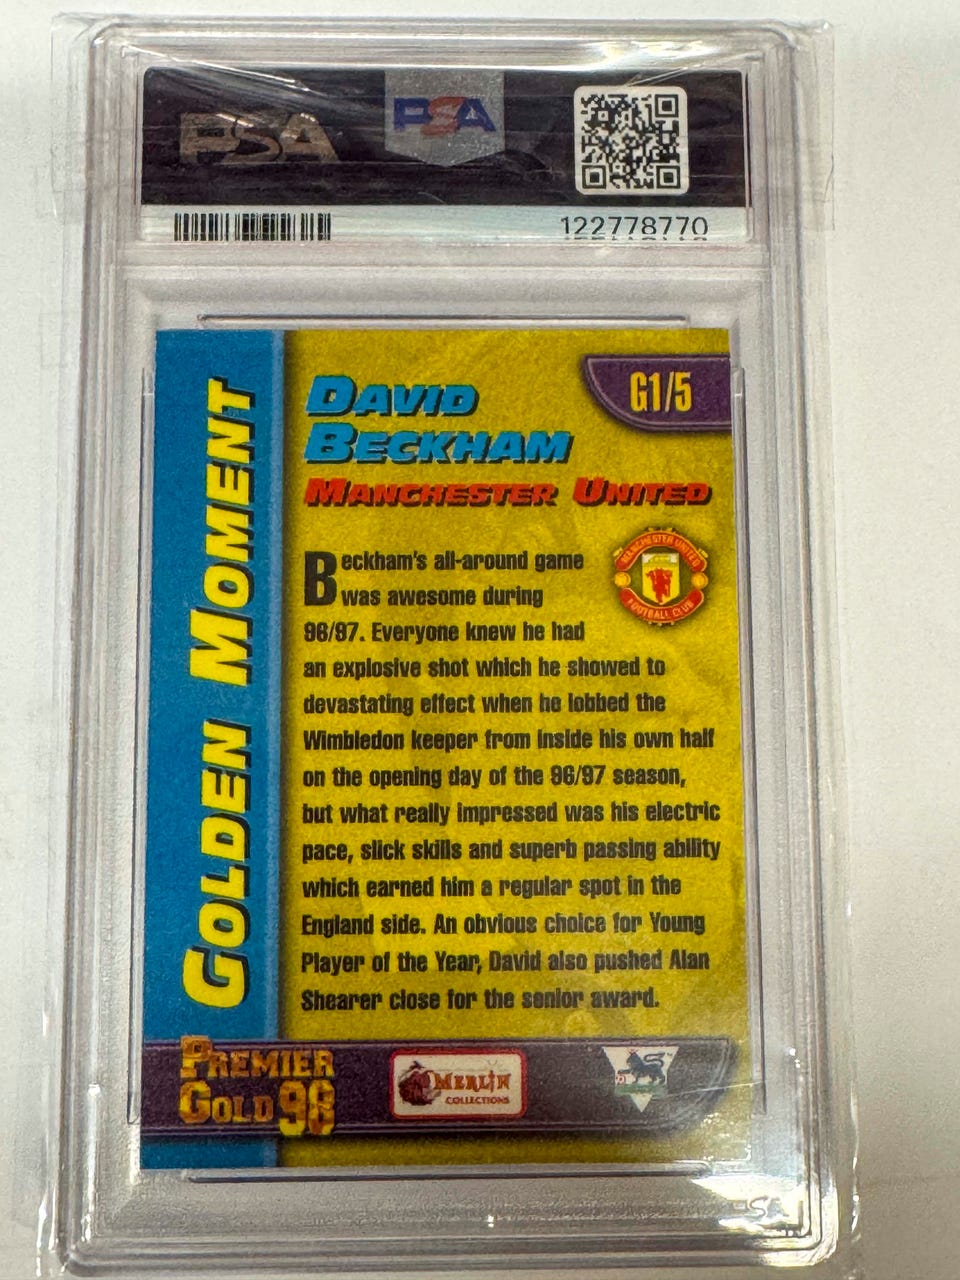 PSA
PSA
122778770
G1/5
DAVID
BECKHAM
MANCHESTER UNITED
GOLDEN MOMENT
MANCHESTER UNITED
FOOTBALL CLUB
Beckham's all-around game
was awesome during
96/97. Everyone knew he had
an explosive shot which he showed to
devastating effect when he lobbed the
Wimbledon keeper from inside his own half
on the opening day of the 96/97 season,
but what really impressed was his electric
pace, slick skills and superb passing ability
which earned him a regular spot in the
England side. An obvious choice for Young
Player of the Year, David also pushed Alan
Shearer close for the senior award.
PREMIER
GOLD 98
MERLIN
COLLECTIONS